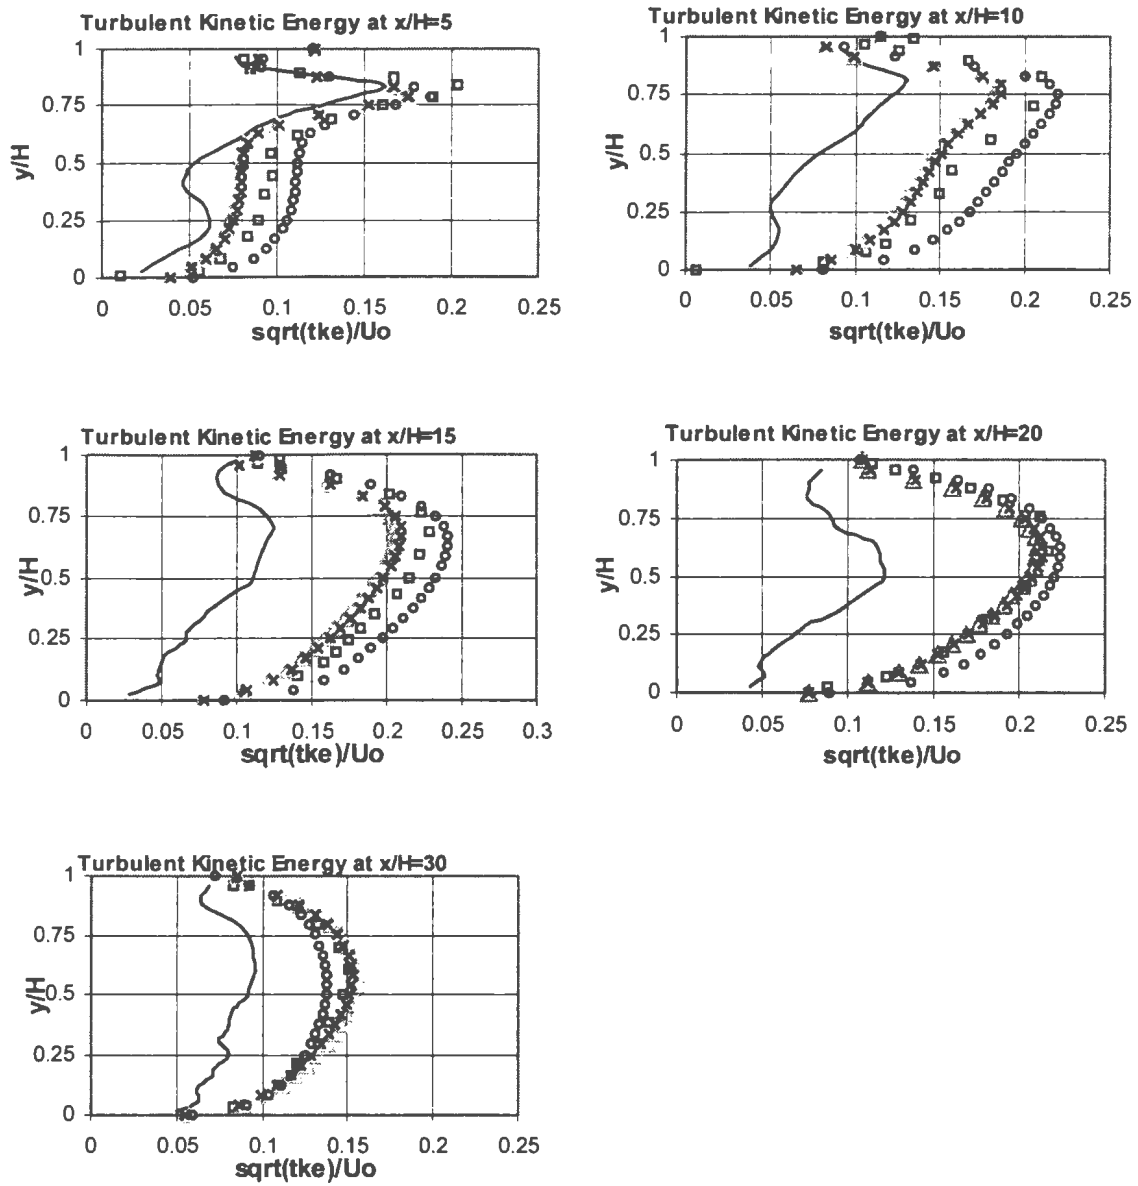 Turbulent Kinetic Energy at x/H=5
1
0.75
0.5
0.25
0
y/H
0 0.05 0.1 0.15 0.2 0.25
sqrt(tke)/Uo
Turbulent Kinetic Energy at x/H=10
1
0.75
0.5
0.25
0
y/H
0 0.05 0.1 0.15 0.2 0.25
sqrt(tke)/Uo
Turbulent Kinetic Energy at x/H=15
1
0.75
0.5
0.25
0
y/H
0 0.05 0.1 0.15 0.2 0.25 0.3
sqrt(tke)/Uo
Turbulent Kinetic Energy at x/H=20
1
0.75
0.5
0.25
0
y/H
0 0.05 0.1 0.15 0.2 0.25
sqrt(tke)/Uo
Turbulent Kinetic Energy at x/H=30
1
0.75
0.5
0.25
0
y/H
0 0.05 0.1 0.15 0.2 0.25
sqrt(tke)/Uo